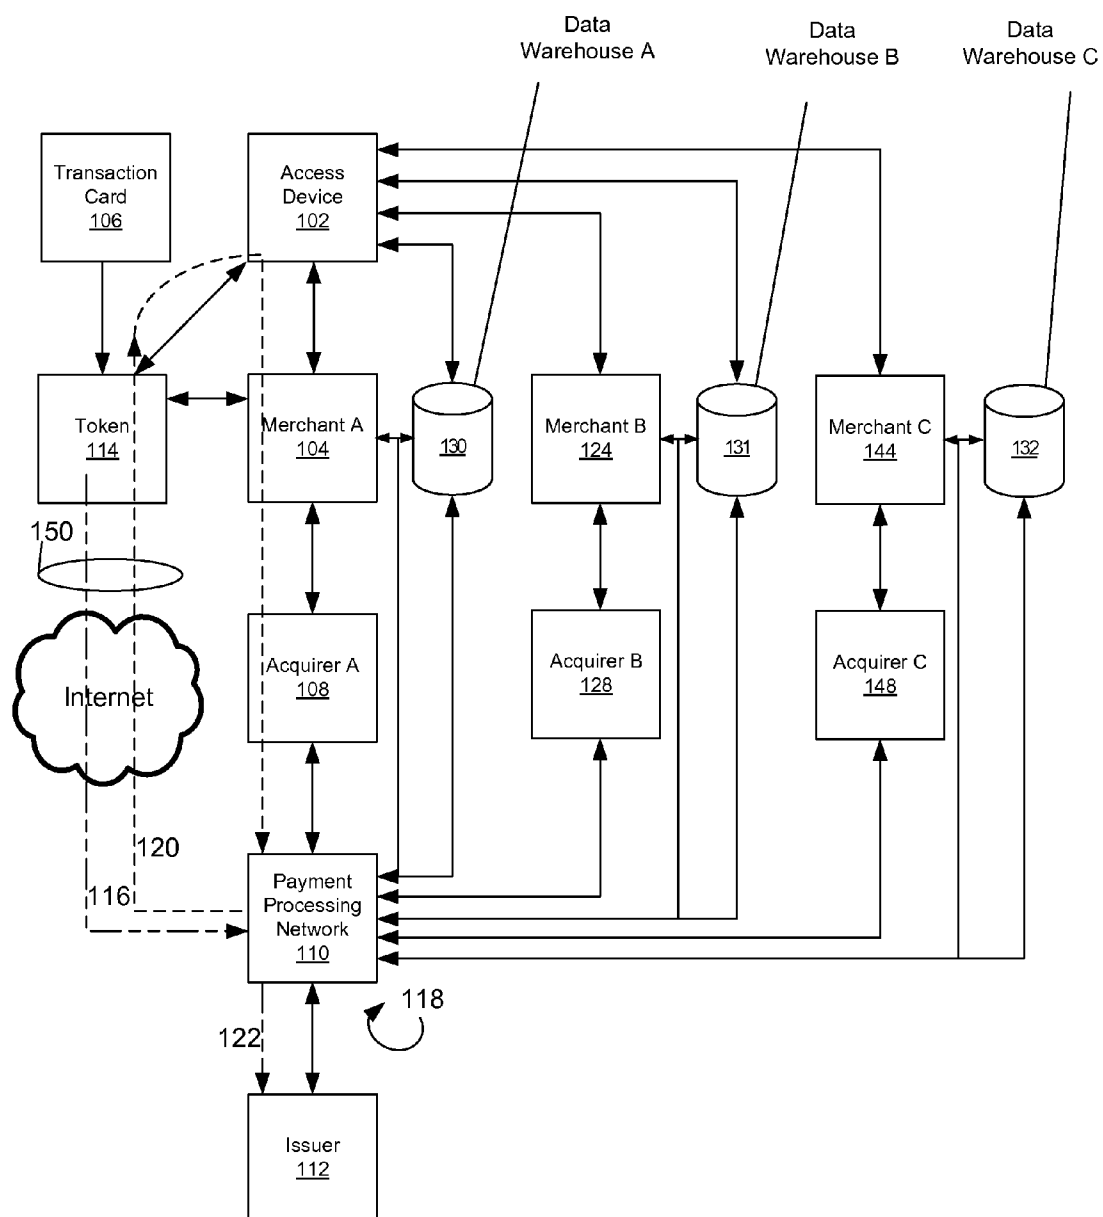 Data
Warehouse A
Data
Warehouse B
Data
Warehouse C
Transaction
Card
106
Access
Device
102
Token
114
Merchant A
104
130
Merchant B
124
131
Merchant C
144
132
150
Internet
Acquirer A
108
Acquirer B
128
Acquirer C
148
120
116
Payment
Processing
Network
110
118
122
Issuer
112